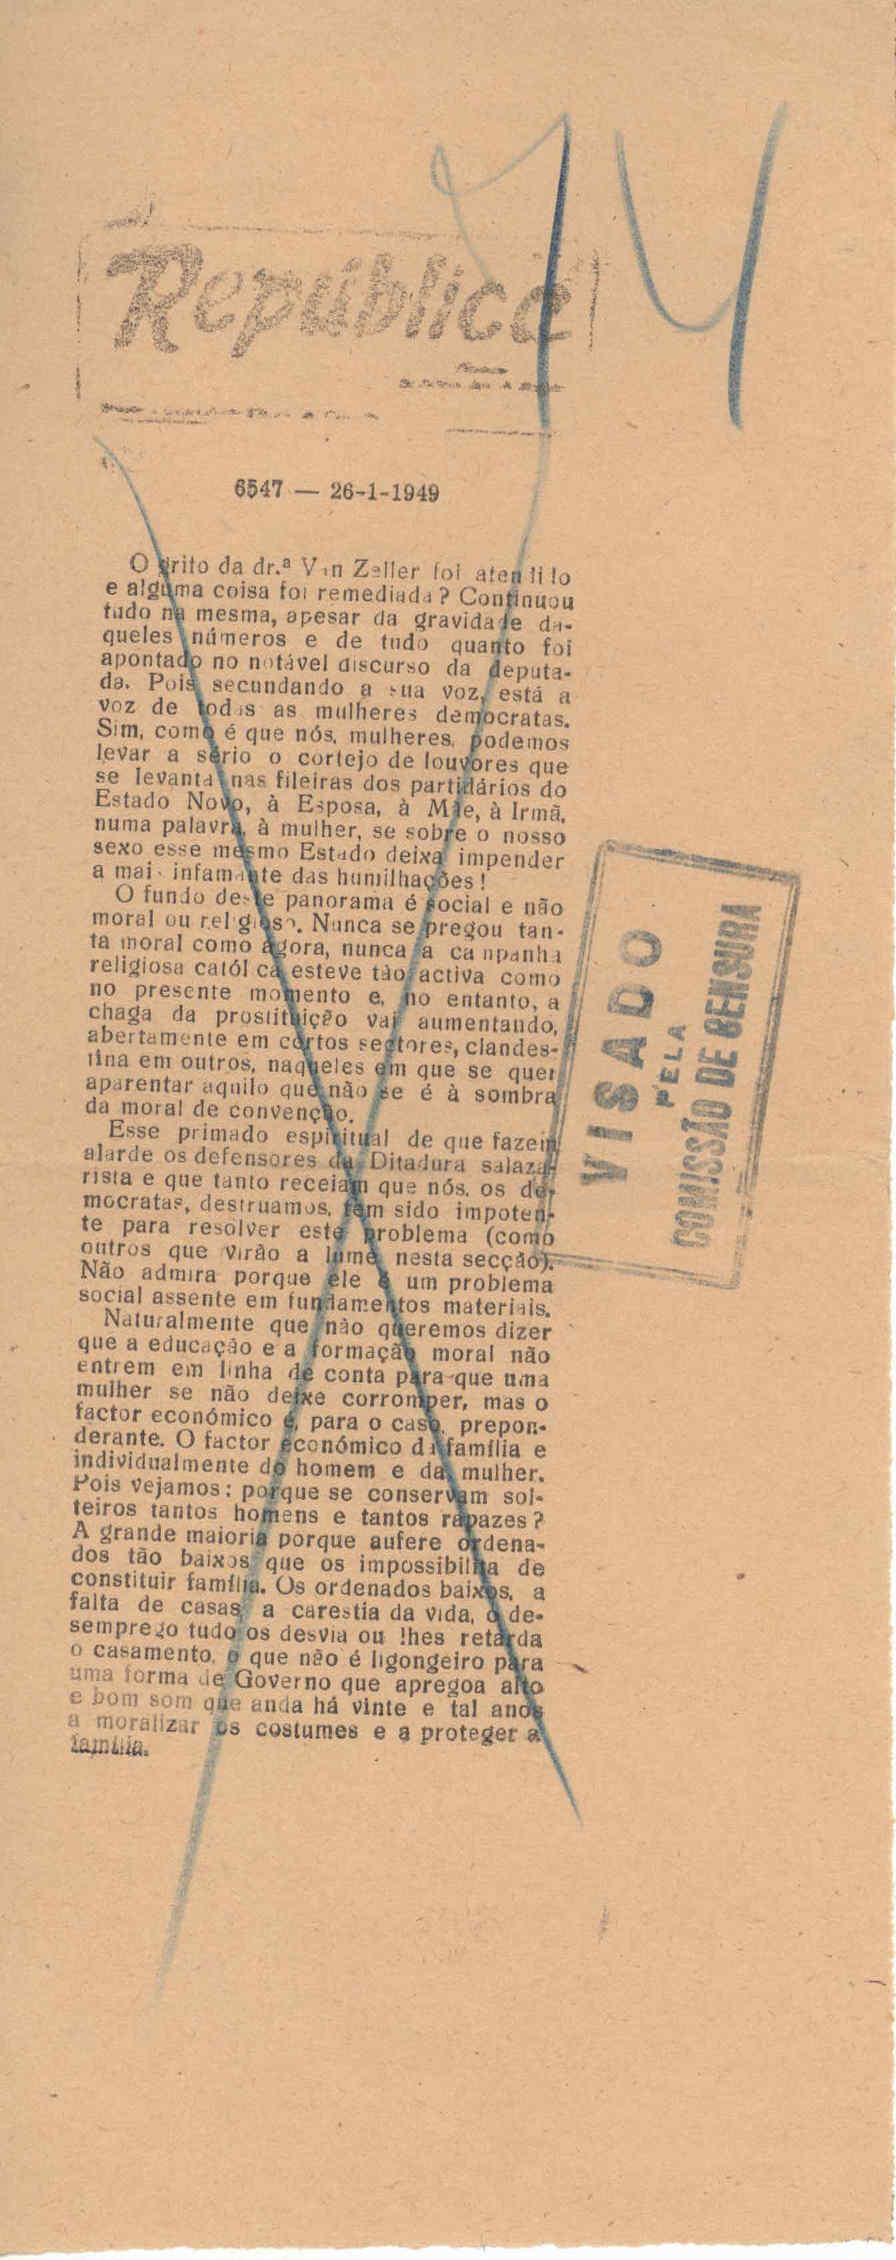 República
6547 — 26-1-1949
O grito da dr.ª Van Zeller foi atendido
e alguma coisa foi remediada? Continuou
tudo na mesma, apesar da gravidade da-
queles números e de tudo quanto foi
apontado no notável discurso da deputa-
da. Pois secundando a sua voz, está a
voz de todas as mulheres democratas.
Sim, como é que nós, mulheres, podemos
levar a sério o cortejo de louvores que
se levanta nas fileiras dos partidários do
Estado Novo, à Esposa, à Mãe, à Irmã,
numa palavra, à mulher, se sobre o nosso
sexo esse mesmo Estado deixa impender
a mais infamante das humilhações!
O fundo deste panorama é social e não
moral ou religioso. Nunca se pregou tan-
ta moral como agora, nunca a campanha
religiosa católica esteve tão activa como
no presente momento e, no entanto, a
chaga da prostituição vai aumentando,
abertamente em certos sectores, clandes-
tina em outros, naqueles em que se quer
aparentar aquilo que não se é à sombra
da moral de convenção.
Esse primado espiritual de que fazem
alarde os defensores da Ditadura salaza-
rista e que tanto receiam que nós, os de-
mocratas, destruamos, tem sido impoten-
te para resolver este problema (como
outros que virão a lume nesta secção).
Não admira porque ele é um problema
social assente em fundamentos materiais.
Naturalmente que não queremos dizer
que a educação e a formação moral não
entrem em linha de conta para que uma
mulher se não deixe corromper, mas o
factor económico é, para o caso, prepon-
derante. O factor económico da família e
individualmente do homem e da mulher.
Pois vejamos: porque se conservam sol-
teiros tantos homens e tantos rapazes?
A grande maioria porque aufere ordena-
dos tão baixos que os impossibilita de
constituir família. Os ordenados baixos, a
falta de casas, a carestia da vida, o de-
semprego tudo os desvia ou lhes retarda
o casamento, o que não é ligongeiro para
uma forma de Governo que apregoa alto
e bom som que anda há vinte e tal anos
a moralizar os costumes e a proteger a
família.
VISADO
PELA
COMISSÃO DE CENSURA